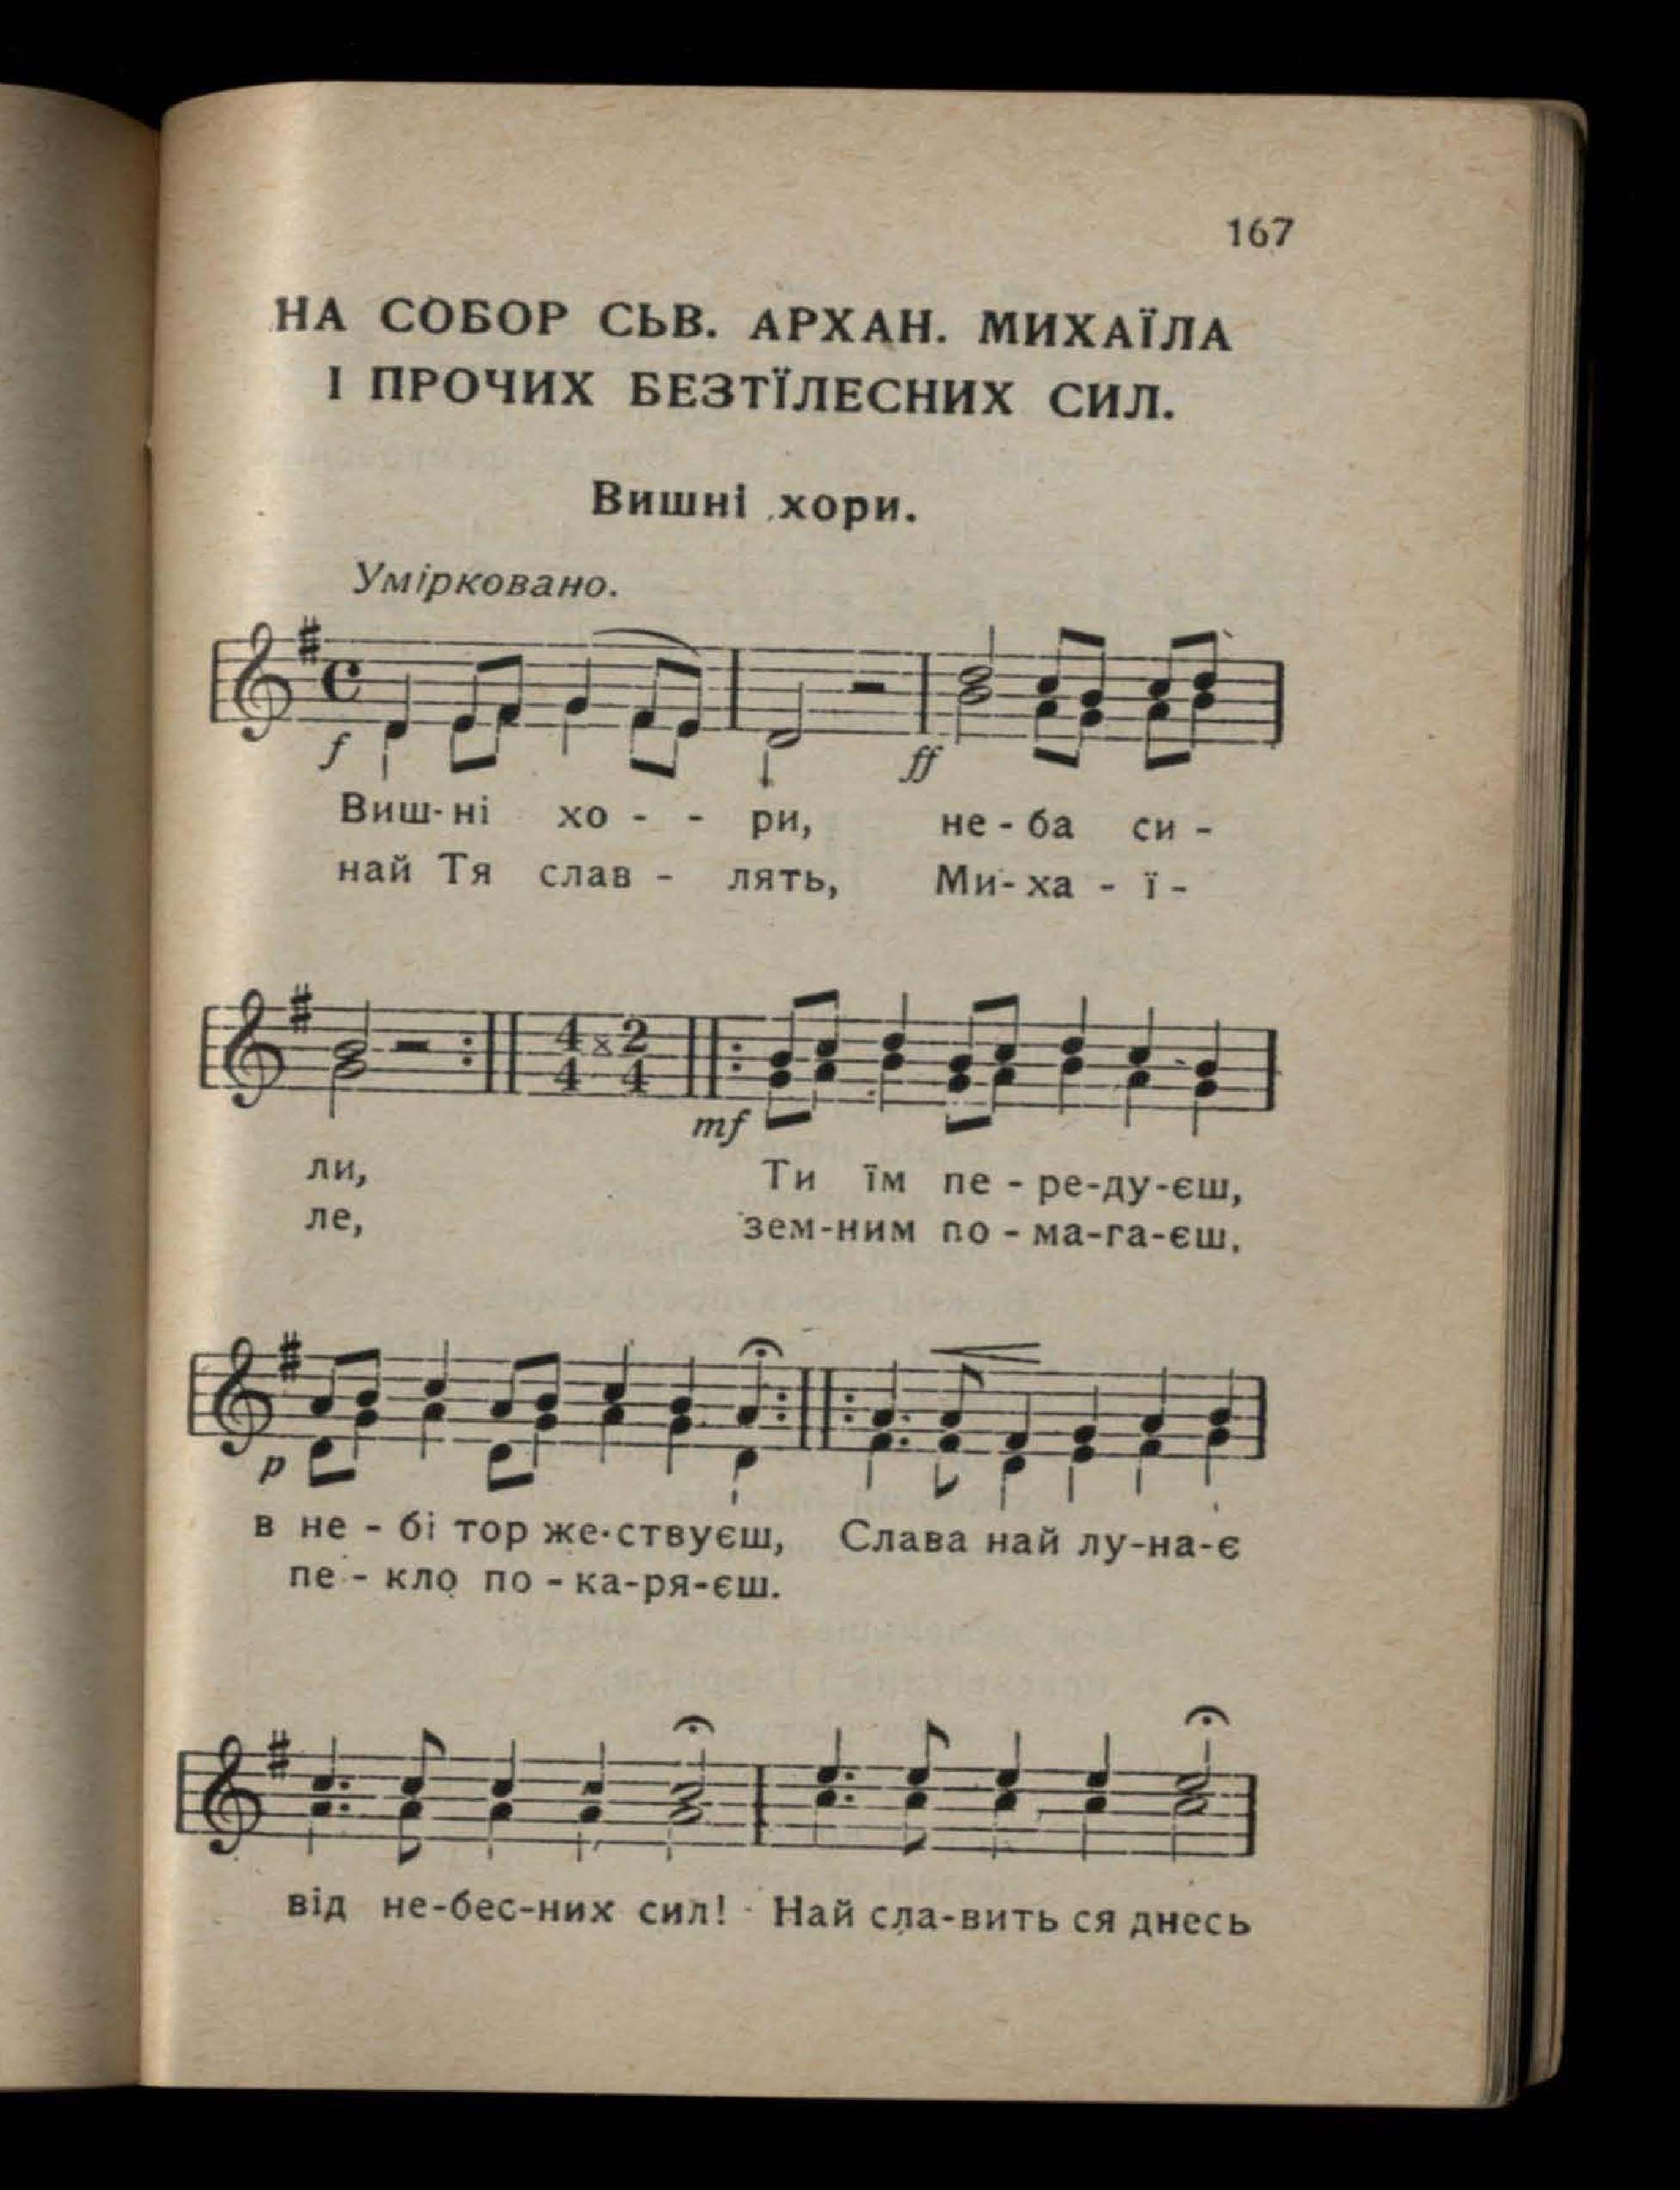 167
НА СОБОР СЬВ. АРХАН. МИХАЇЛА
І ПРОЧИХ БЕЗТЇЛЕСНИХ СИЛ.
Вишні хори.
Умірковано.
f
ff
Виш-ні хо - - ри, не-ба си-
най Тя слав - лять, Ми-ха-ї-
4 x 2
4 4
mf
ли, Ти їм пе-ре-ду-єш,
ле, зем-ним по-ма-га-єш,
p
в не-бі тор же-ствуєш, Слава най лу-на-є
пе-кло по-ка-ря-єш.
від не-бес-них сил! Най сла-вить ся днесь